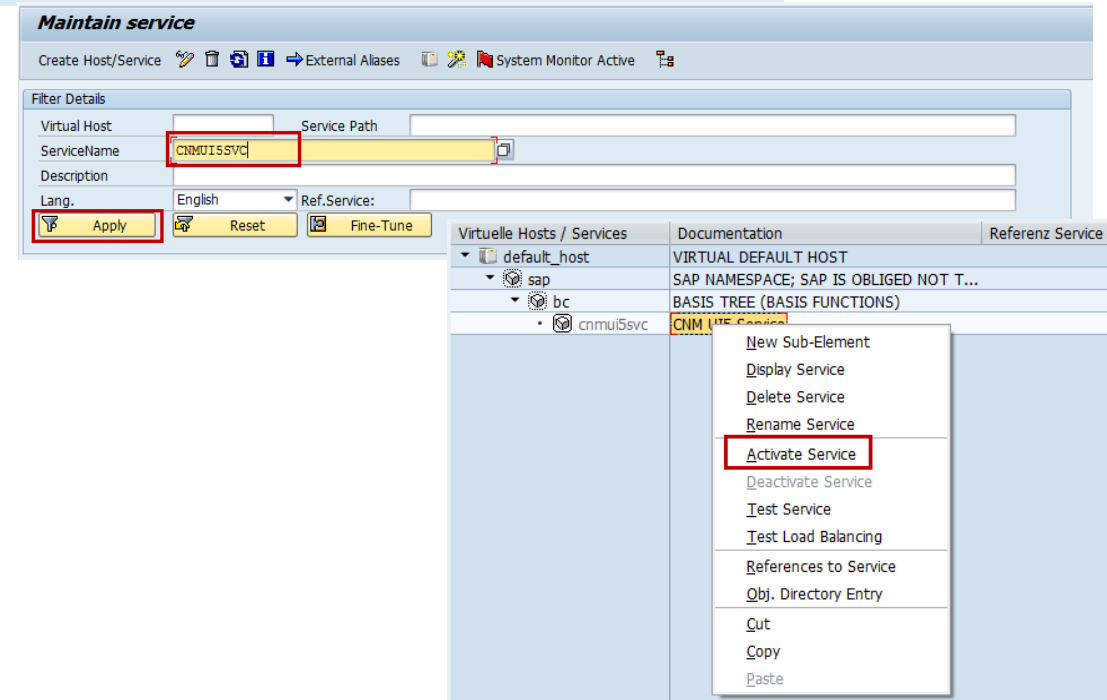 Maintain service
Create Host/Service External Aliases System Monitor Active
Filter Details
Virtual Host Service Path
ServiceName CNMUI5SVC
Description
Lang. English Ref.Service:
Apply Reset Fine-Tune
Virtuelle Hosts / Services Documentation Referenz Service
default_host VIRTUAL DEFAULT HOST
sap SAP NAMESPACE; SAP IS OBLIGED NOT T...
bc BASIS TREE (BASIS FUNCTIONS)
cnmui5svc CNM UI5 Service
New Sub-Element
Display Service
Delete Service
Rename Service
Activate Service
Deactivate Service
Test Service
Test Load Balancing
References to Service
Obj. Directory Entry
Cut
Copy
Paste